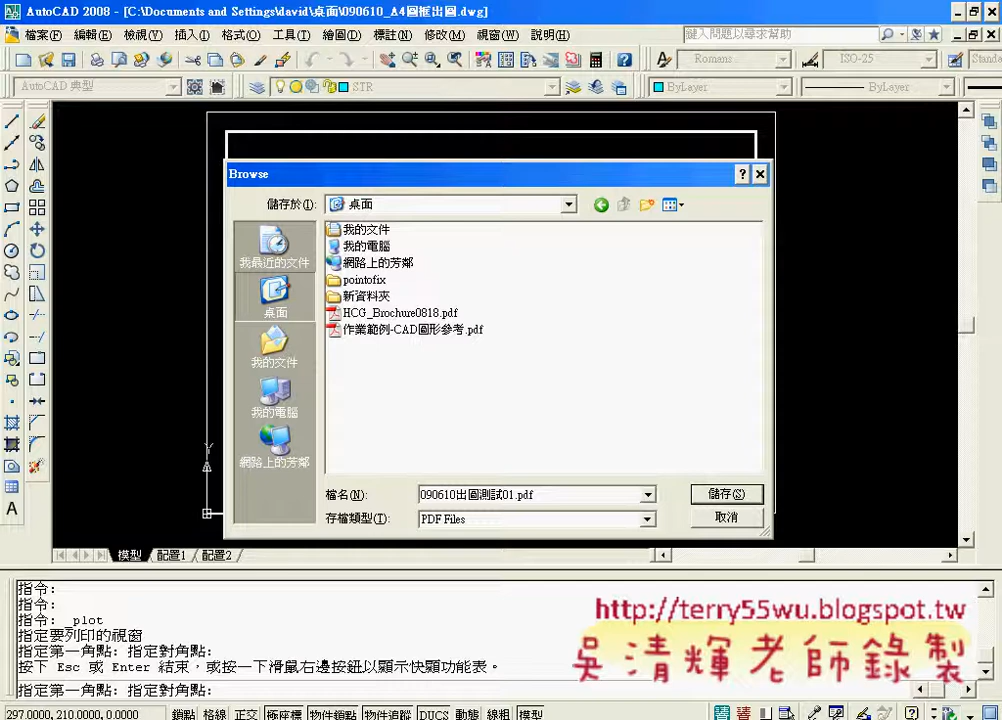 AutoCAD 2008 - [C:\Documents and Settings\david\桌面\090610_A4圖框出圖.dwg]
檔案(F) 編輯(E) 檢視(V) 插入(I) 格式(O) 工具(T) 繪圖(D) 標註(N) 修改(M) 視窗(W) 說明(H) 鍵入問題以尋求幫助
Romans ISO-25 Standa
AutoCAD 典型 STR ByLayer ByLayer
Browse
儲存於(I): 桌面
我最近的文件
桌面
我的文件
我的電腦
網路上的芳鄰
我的文件
我的電腦
網路上的芳鄰
pointofix
新資料夾
HCG_Brochure0818.pdf
作業範例-CAD圖形參考.pdf
檔名(N): 090610出圖測試01.pdf 儲存(S)
存檔類型(T): PDF Files 取消
Y
模型 配置1 配置2
指令:
指令:
指令: _plot
指定要列印的視窗
指定第一角點: 指定對角點:
按下 Esc 或 Enter 結束，或按一下滑鼠右邊按鈕以顯示快顯功能表。
指定第一角點: 指定對角點:
http://terry55wu.blogspot.tw
吳清輝老師錄製
297.0000, 210.0000, 0.0000 鎖點 格線 正交 極座標 物件鎖點 物件追蹤 DUCS 動態 線粗 模型